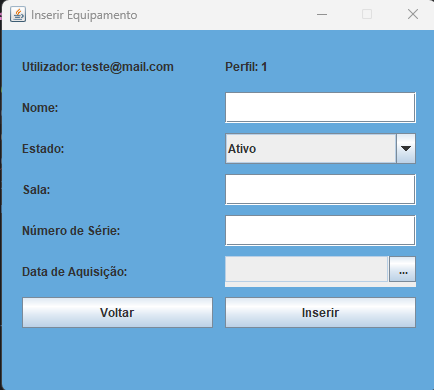 Inserir Equipamento
Utilizador: teste@mail.com Perfil: 1
Nome:
Estado: Ativo
Sala:
Número de Série:
Data de Aquisição: ...
Voltar Inserir